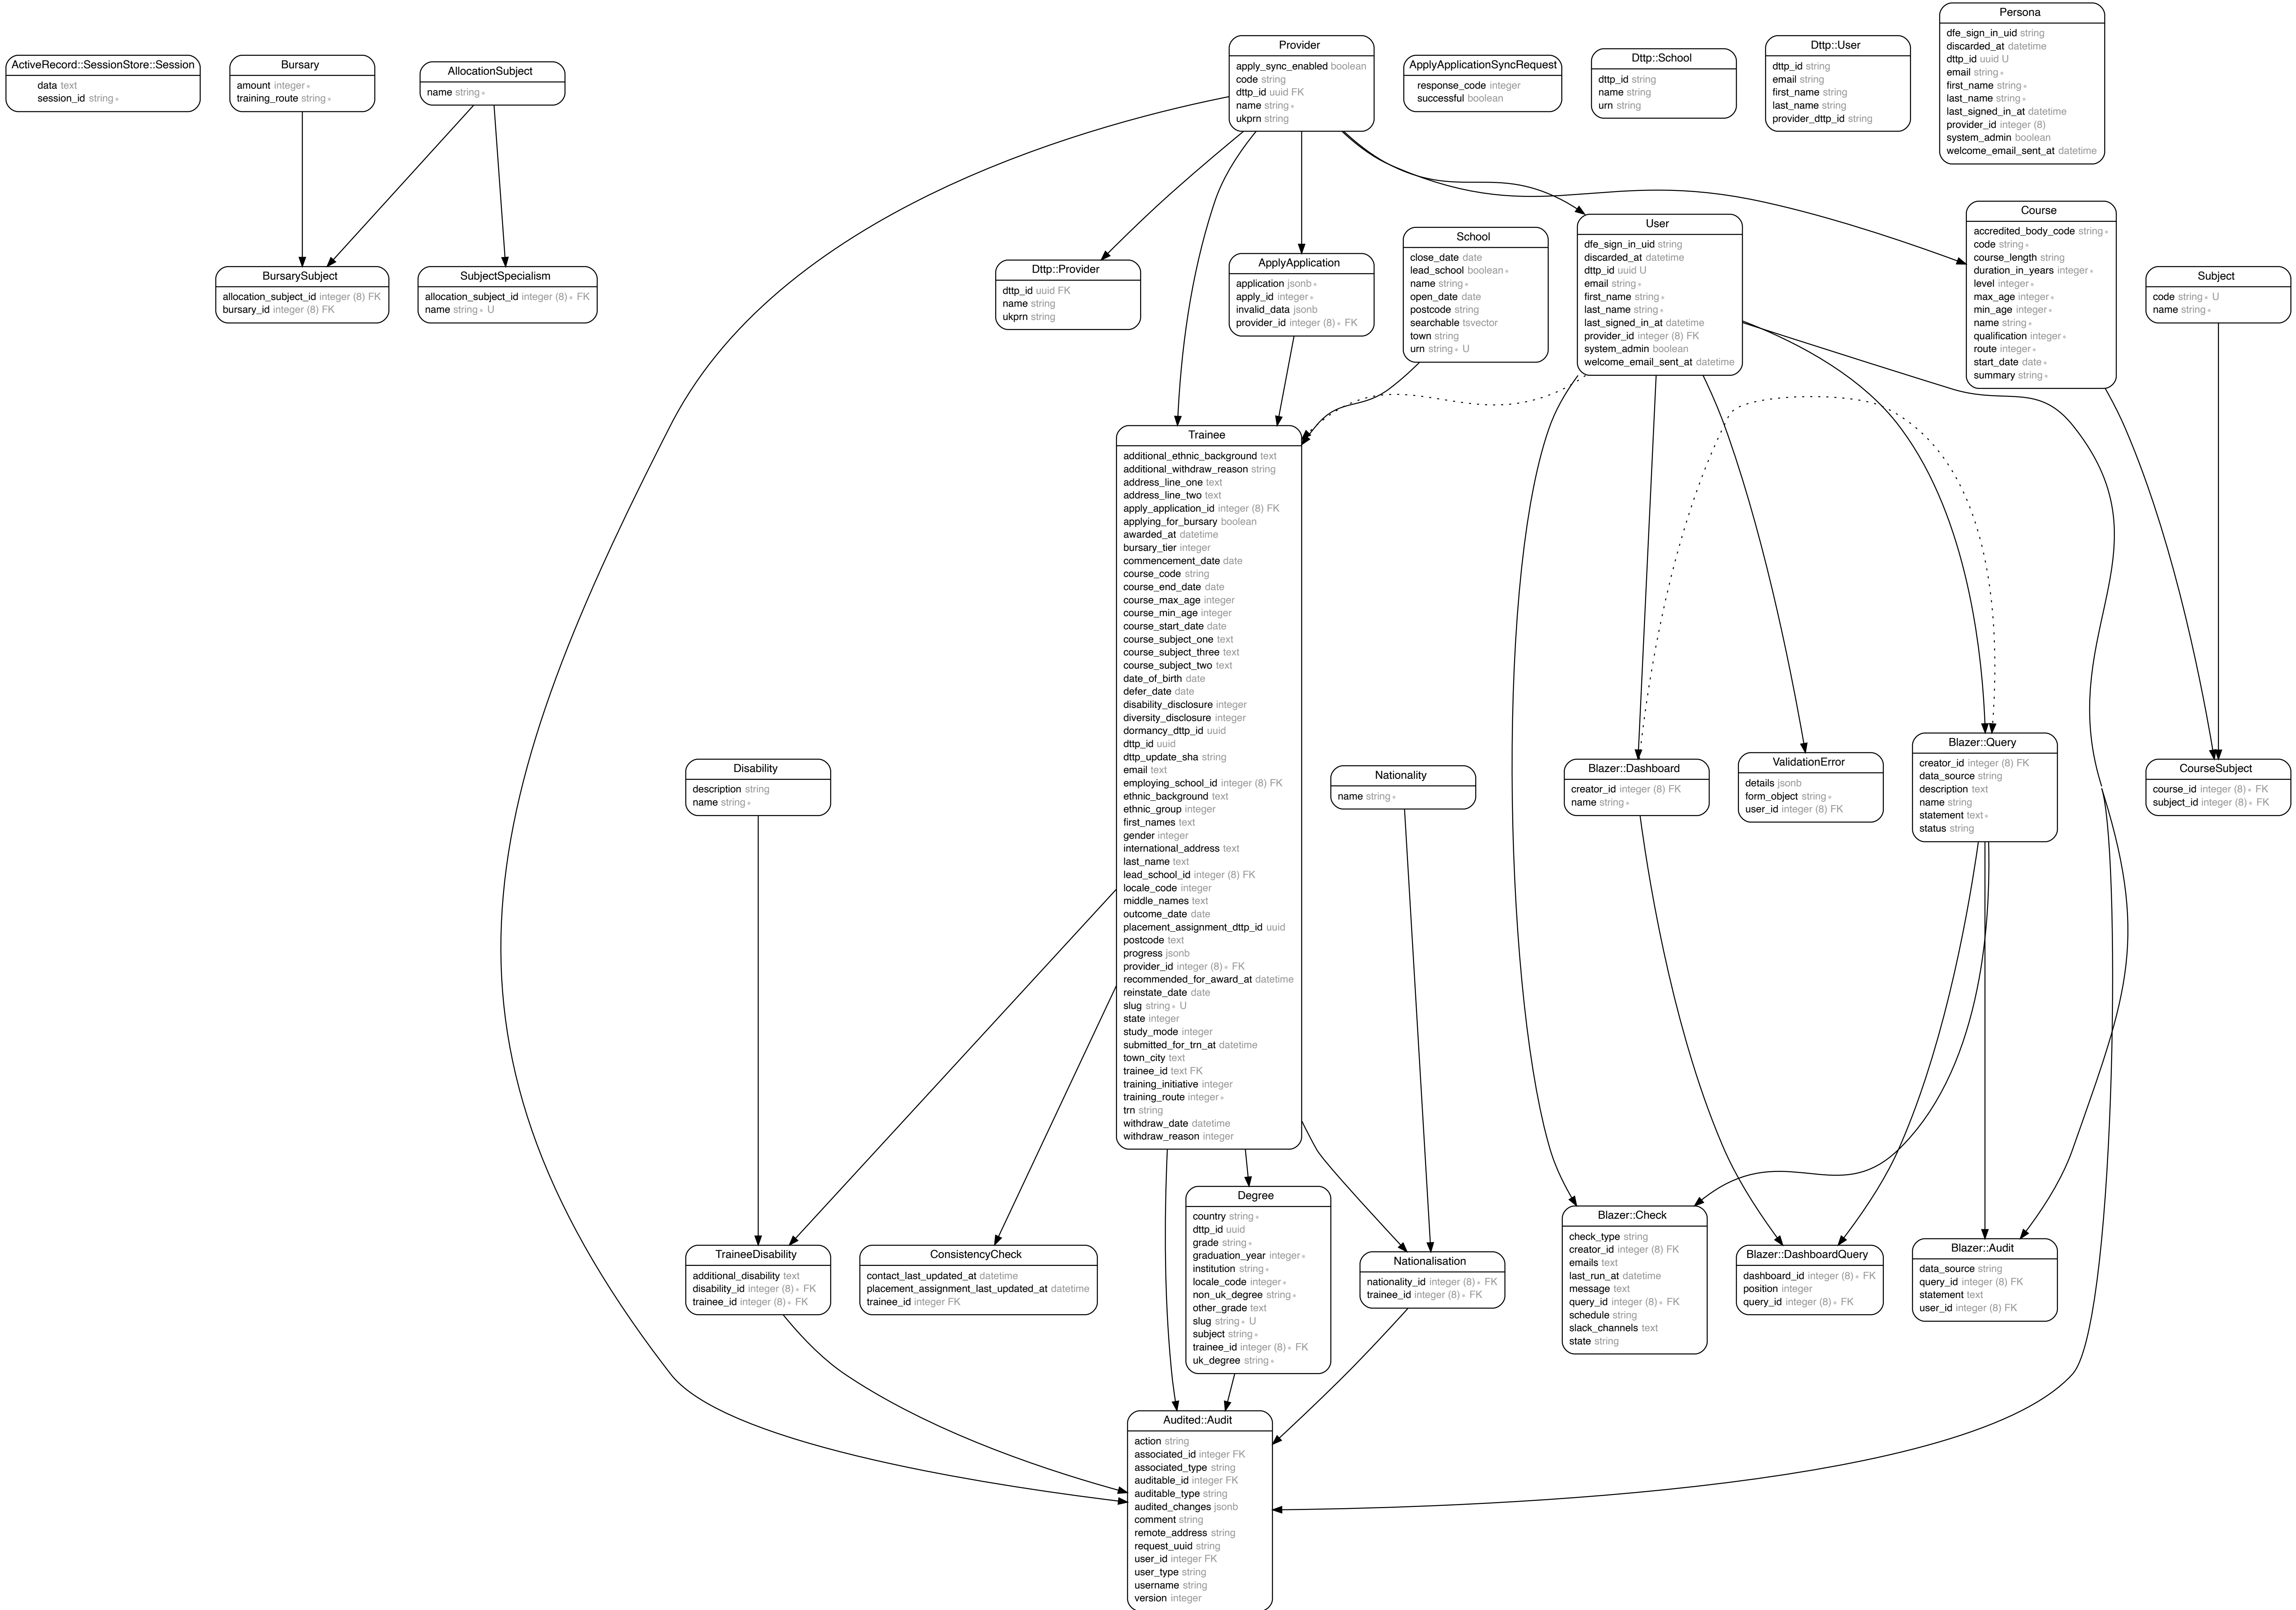 ActiveRecord::SessionStore::Session
data text
session_id string ∗
Bursary
amount integer ∗
training_route string ∗
AllocationSubject
name string ∗
Provider
apply_sync_enabled boolean
code string
dttp_id uuid FK
name string ∗
ukprn string
ApplyApplicationSyncRequest
response_code integer
successful boolean
Dttp::School
dttp_id string
name string
urn string
Dttp::User
dttp_id string
email string
first_name string
last_name string
provider_dttp_id string
Persona
dfe_sign_in_uid string
discarded_at datetime
dttp_id uuid U
email string ∗
first_name string ∗
last_name string ∗
last_signed_in_at datetime
provider_id integer (8)
system_admin boolean
welcome_email_sent_at datetime
BursarySubject
allocation_subject_id integer (8) FK
bursary_id integer (8) FK
SubjectSpecialism
allocation_subject_id integer (8) ∗ FK
name string ∗ U
Dttp::Provider
dttp_id uuid FK
name string
ukprn string
ApplyApplication
application jsonb ∗
apply_id integer ∗
invalid_data jsonb
provider_id integer (8) ∗ FK
School
close_date date
lead_school boolean ∗
name string ∗
open_date date
postcode string
searchable tsvector
town string
urn string ∗ U
User
dfe_sign_in_uid string
discarded_at datetime
dttp_id uuid U
email string ∗
first_name string ∗
last_name string ∗
last_signed_in_at datetime
provider_id integer (8) FK
system_admin boolean
welcome_email_sent_at datetime
Course
accredited_body_code string ∗
code string ∗
course_length string
duration_in_years integer ∗
level integer ∗
max_age integer ∗
min_age integer ∗
name string ∗
qualification integer ∗
route integer ∗
start_date date ∗
summary string ∗
Subject
code string ∗ U
name string ∗
Trainee
additional_ethnic_background text
additional_withdraw_reason string
address_line_one text
address_line_two text
apply_application_id integer (8) FK
applying_for_bursary boolean
awarded_at datetime
bursary_tier integer
commencement_date date
course_code string
course_end_date date
course_max_age integer
course_min_age integer
course_start_date date
course_subject_one text
course_subject_three text
course_subject_two text
date_of_birth date
defer_date date
disability_disclosure integer
diversity_disclosure integer
dormancy_dttp_id uuid
dttp_id uuid
dttp_update_sha string
email text
employing_school_id integer (8) FK
ethnic_background text
ethnic_group integer
first_names text
gender integer
international_address text
last_name text
lead_school_id integer (8) FK
locale_code integer
middle_names text
outcome_date date
placement_assignment_dttp_id uuid
postcode text
progress jsonb
provider_id integer (8) ∗ FK
recommended_for_award_at datetime
reinstate_date date
slug string ∗ U
state integer
study_mode integer
submitted_for_trn_at datetime
town_city text
trainee_id text FK
training_initiative integer
training_route integer ∗
trn string
withdraw_date datetime
withdraw_reason integer
Disability
description string
name string ∗
Nationality
name string ∗
Blazer::Dashboard
creator_id integer (8) FK
name string ∗
ValidationError
details jsonb
form_object string ∗
user_id integer (8) FK
Blazer::Query
creator_id integer (8) FK
data_source string
description text
name string
statement text ∗
status string
CourseSubject
course_id integer (8) ∗ FK
subject_id integer (8) ∗ FK
TraineeDisability
additional_disability text
disability_id integer (8) ∗ FK
trainee_id integer (8) ∗ FK
ConsistencyCheck
contact_last_updated_at datetime
placement_assignment_last_updated_at datetime
trainee_id integer FK
Degree
country string ∗
dttp_id uuid
grade string ∗
graduation_year integer ∗
institution string ∗
locale_code integer ∗
non_uk_degree string ∗
other_grade text
slug string ∗ U
subject string ∗
trainee_id integer (8) ∗ FK
uk_degree string ∗
Nationalisation
nationality_id integer (8) ∗ FK
trainee_id integer (8) ∗ FK
Blazer::Check
check_type string
creator_id integer (8) FK
emails text
last_run_at datetime
message text
query_id integer (8) ∗ FK
schedule string
slack_channels text
state string
Blazer::DashboardQuery
dashboard_id integer (8) ∗ FK
position integer
query_id integer (8) ∗ FK
Blazer::Audit
data_source string
query_id integer (8) FK
statement text
user_id integer (8) FK
Audited::Audit
action string
associated_id integer FK
associated_type string
auditable_id integer FK
auditable_type string
audited_changes jsonb
comment string
remote_address string
request_uuid string
user_id integer FK
user_type string
username string
version integer